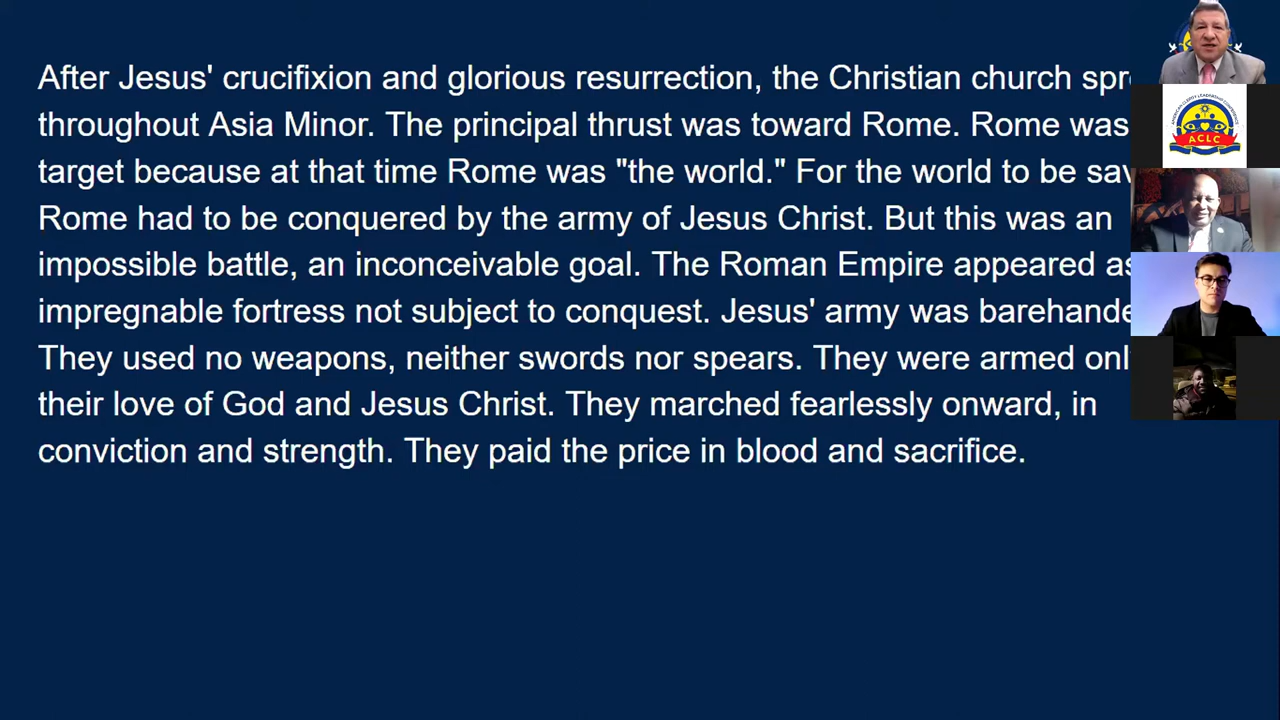 After Jesus' crucifixion and glorious resurrection, the Christian church
throughout Asia Minor. The principal thrust was toward Rome. Rome was
target because at that time Rome was "the world." For the world to be
Rome had to be conquered by the army of Jesus Christ. But this was an
impossible battle, an inconceivable goal. The Roman Empire appeared
impregnable fortress not subject to conquest. Jesus' army was
They used no weapons, neither swords nor spears. They were armed
their love of God and Jesus Christ. They marched fearlessly onward, in
conviction and strength. They paid the price in blood and sacrifice.
ACLC